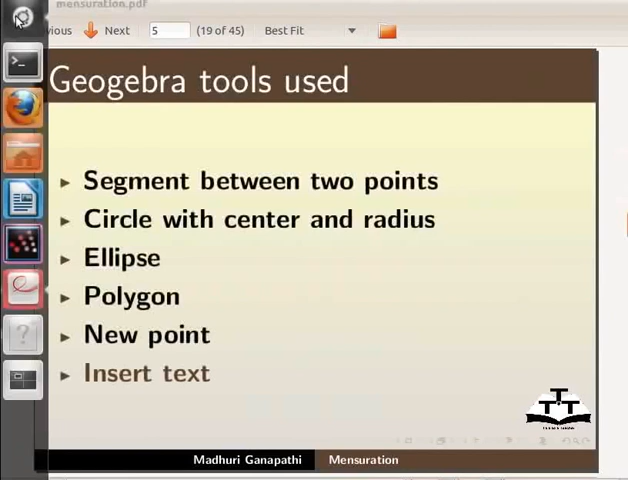 mensuration.pdf
ious Next 5 (19 of 45) Best Fit
Geogebra tools used
Segment between two points
Circle with center and radius
Ellipse
Polygon
New point
Insert text
Madhuri Ganapathi Mensuration